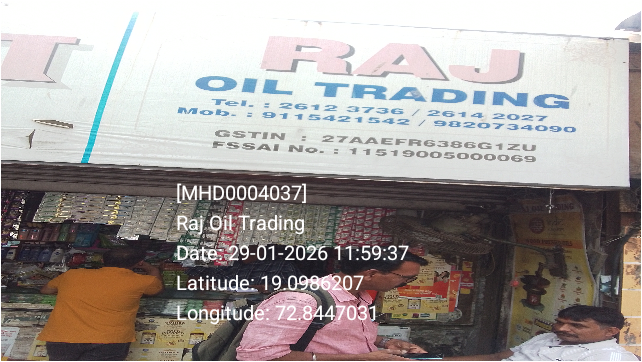 RAJ
OIL TRADING
Tel. : 2612 3736 / 2614 2027
Mob. : 9115421542 / 9820734090
GSTIN : 27AAEFR6386G1ZU
FSSAI No. : 11519005000069
[MHD0004037]
Raj Oil Trading
Date: 29-01-2026 11:59:37
Latitude: 19.0986207
Longitude: 72.8447031